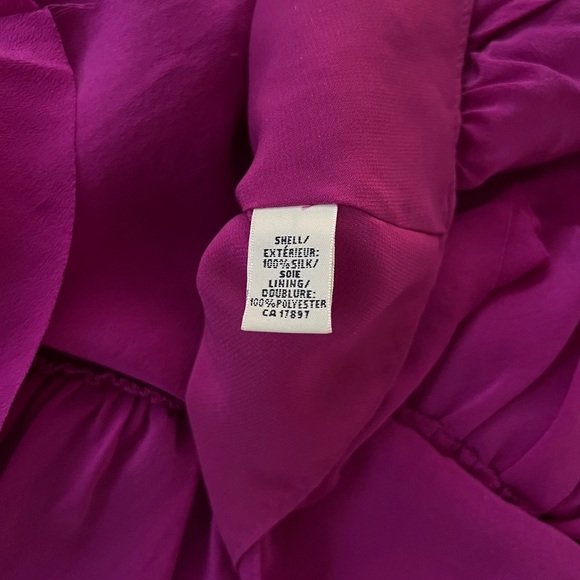 SHELL/
EXTÉRIEUR:
100%SILK/
SOIE
LINING/
DOUBLURE:
100%POLYESTER
CA 17897